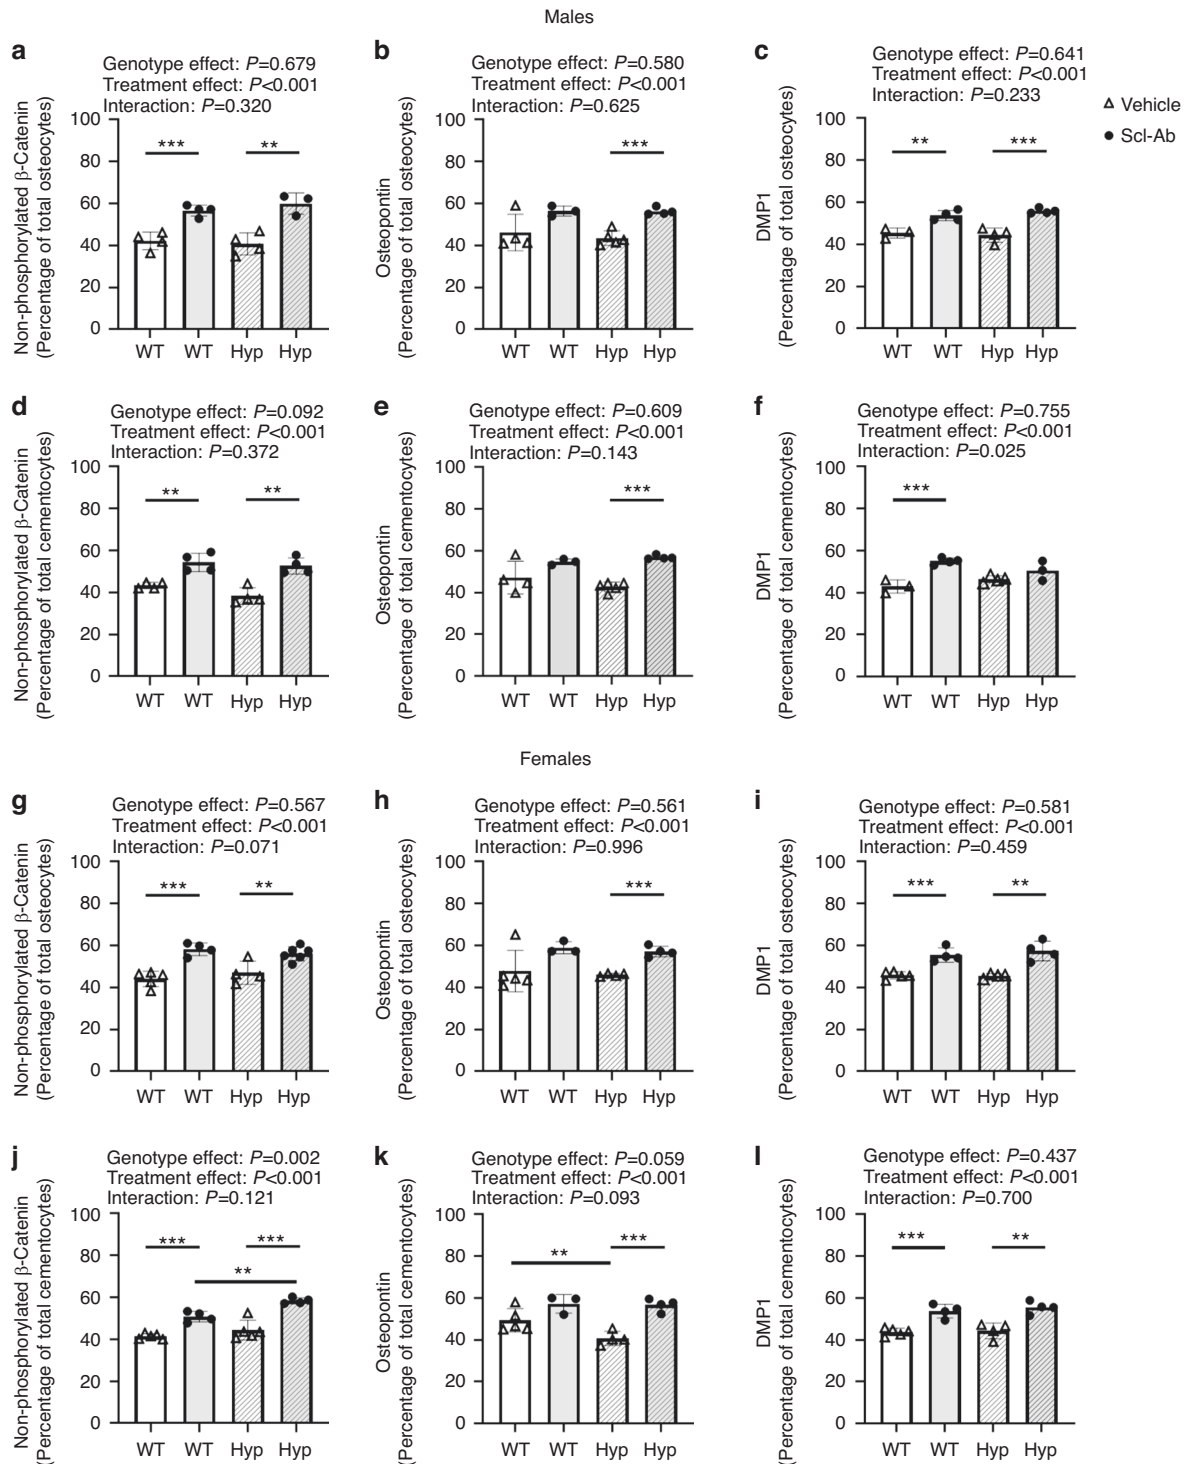 Males
a
Genotype effect: P=0.679
Treatment effect: P<0.001
Interaction: P=0.320
Non-phosphorylated β-Catenin
(Percentage of total osteocytes)
100
80
60
40
20
0
***
**
WT WT Hyp Hyp
b
Genotype effect: P=0.580
Treatment effect: P<0.001
Interaction: P=0.625
Osteopontin
(Percentage of total osteocytes)
100
80
60
40
20
0
***
WT WT Hyp Hyp
c
Genotype effect: P=0.641
Treatment effect: P<0.001
Interaction: P=0.233
DMP1
(Percentage of total osteocytes)
100
80
60
40
20
0
**
***
WT WT Hyp Hyp
Vehicle
Scl-Ab
d
Genotype effect: P=0.092
Treatment effect: P<0.001
Interaction: P=0.372
Non-phosphorylated β-Catenin
(Percentage of total cementocytes)
100
80
60
40
20
0
**
**
WT WT Hyp Hyp
e
Genotype effect: P=0.609
Treatment effect: P<0.001
Interaction: P=0.143
Osteopontin
(Percentage of total cementocytes)
100
80
60
40
20
0
***
WT WT Hyp Hyp
f
Genotype effect: P=0.755
Treatment effect: P<0.001
Interaction: P=0.025
DMP1
(Percentage of total cementocytes)
100
80
60
40
20
0
***
WT WT Hyp Hyp
Females
g
Genotype effect: P=0.567
Treatment effect: P<0.001
Interaction: P=0.071
Non-phosphorylated β-Catenin
(Percentage of total osteocytes)
100
80
60
40
20
0
***
**
WT WT Hyp Hyp
h
Genotype effect: P=0.561
Treatment effect: P<0.001
Interaction: P=0.996
Osteopontin
(Percentage of total osteocytes)
100
80
60
40
20
0
***
WT WT Hyp Hyp
i
Genotype effect: P=0.581
Treatment effect: P<0.001
Interaction: P=0.459
DMP1
(Percentage of total osteocytes)
100
80
60
40
20
0
***
**
WT WT Hyp Hyp
j
Genotype effect: P=0.002
Treatment effect: P<0.001
Interaction: P=0.121
Non-phosphorylated β-Catenin
(Percentage of total cementocytes)
100
80
60
40
20
0
***
***
**
WT WT Hyp Hyp
k
Genotype effect: P=0.059
Treatment effect: P<0.001
Interaction: P=0.093
Osteopontin
(Percentage of total cementocytes)
100
80
60
40
20
0
**
***
WT WT Hyp Hyp
l
Genotype effect: P=0.437
Treatment effect: P<0.001
Interaction: P=0.700
DMP1
(Percentage of total cementocytes)
100
80
60
40
20
0
***
**
WT WT Hyp Hyp